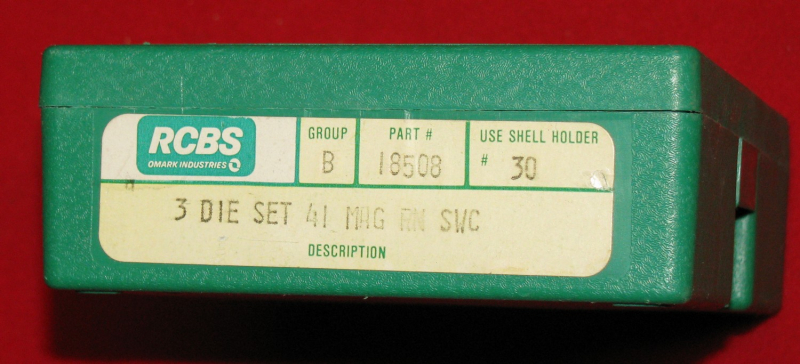 RCBS
OMARK INDUSTRIES
GROUP
B
PART #
18508
USE SHELL HOLDER
# 30
3 DIE SET 41 MAG RN SWC
DESCRIPTION